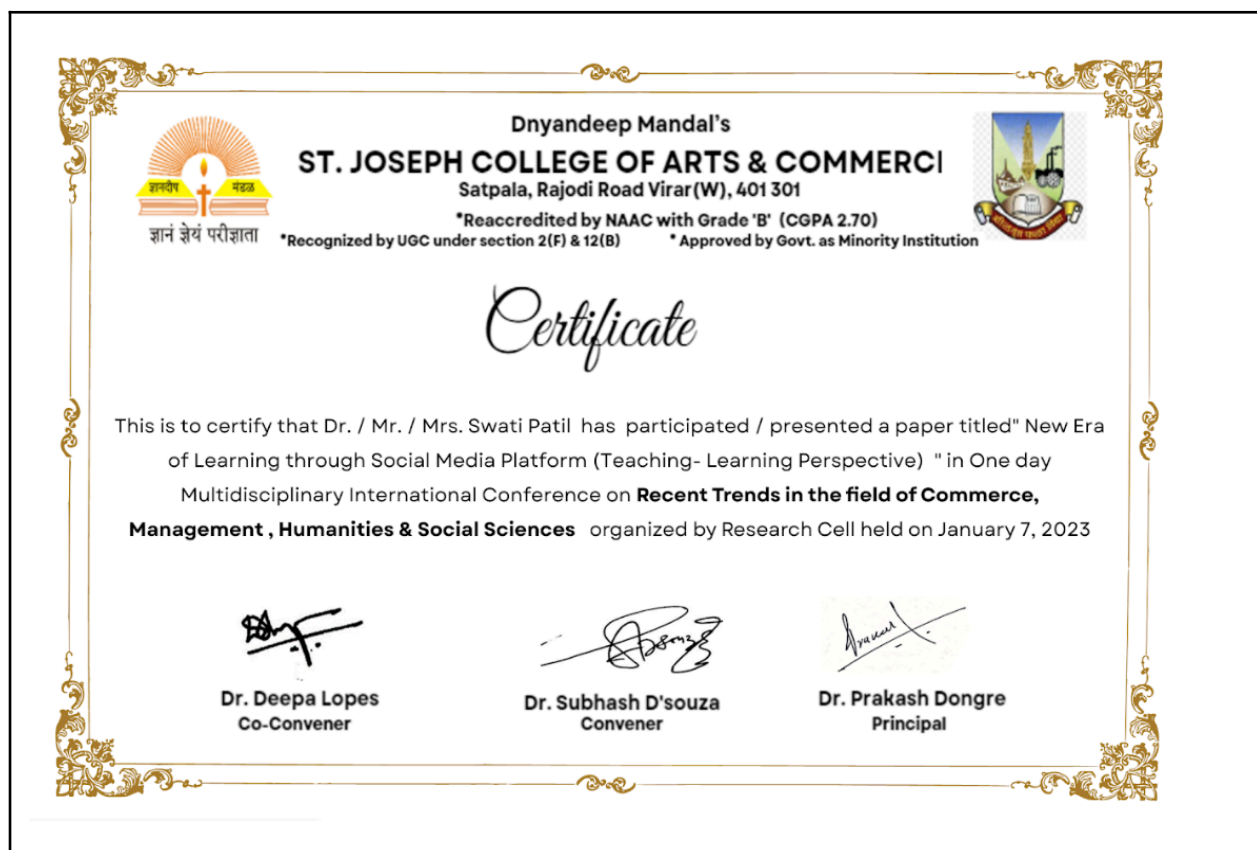 Dnyandeep Mandal's
ST. JOSEPH COLLEGE OF ARTS & COMMERCI
Satpala, Rajodi Road Virar(W), 401 301
*Reaccredited by NAAC with Grade 'B' (CGPA 2.70)
*Recognized by UGC under section 2(F) & 12(B) * Approved by Govt. as Minority Institution
ज्ञानदीप मंडळ
ज्ञानं ज्ञेयं परीज्ञाता
Certificate
This is to certify that Dr. / Mr. / Mrs. Swati Patil has participated / presented a paper titled" New Era
of Learning through Social Media Platform (Teaching- Learning Perspective) " in One day
Multidisciplinary International Conference on Recent Trends in the field of Commerce,
Management , Humanities & Social Sciences organized by Research Cell held on January 7, 2023
Dr. Deepa Lopes
Co-Convener
Dr. Subhash D'souza
Convener
Dr. Prakash Dongre
Principal